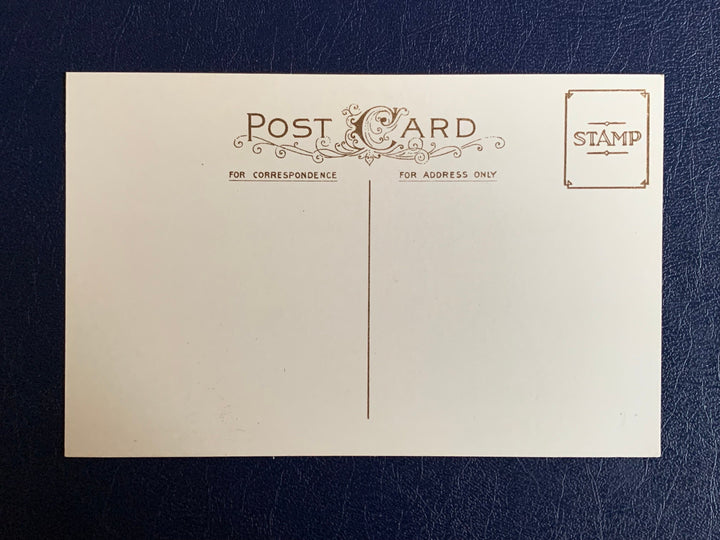 POST CARD
STAMP
FOR CORRESPONDENCE
FOR ADDRESS ONLY